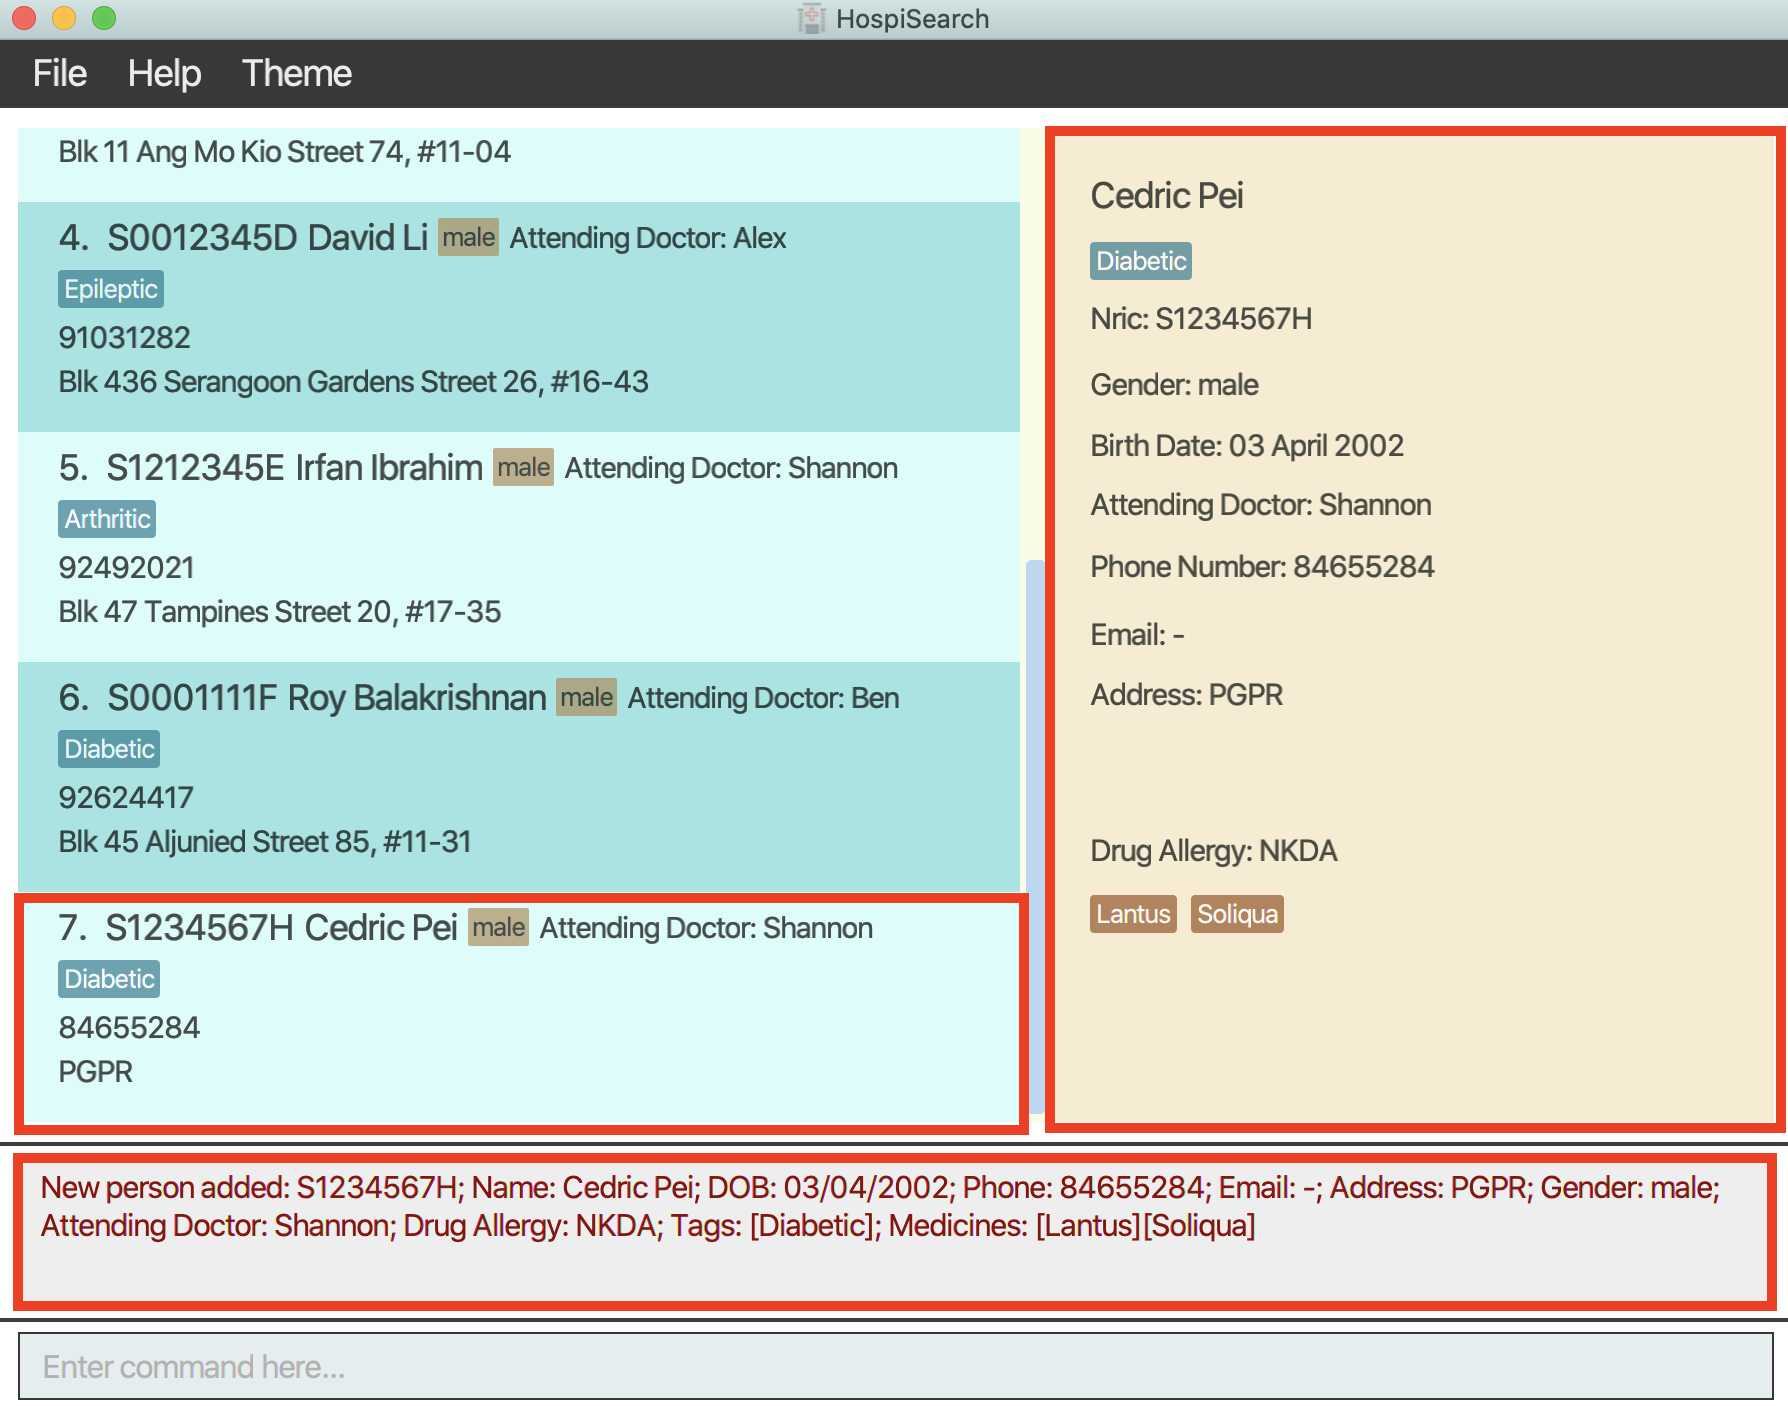 HospiSearch
File Help Theme
Blk 11 Ang Mo Kio Street 74, #11-04
4. S0012345D David Li male Attending Doctor: Alex
Epileptic
91031282
Blk 436 Serangoon Gardens Street 26, #16-43
5. S1212345E Irfan Ibrahim male Attending Doctor: Shannon
Arthritic
92492021
Blk 47 Tampines Street 20, #17-35
6. S0001111F Roy Balakrishnan male Attending Doctor: Ben
Diabetic
92624417
Blk 45 Aljunied Street 85, #11-31
7. S1234567H Cedric Pei male Attending Doctor: Shannon
Diabetic
84655284
PGPR
Cedric Pei
Diabetic
Nric: S1234567H
Gender: male
Birth Date: 03 April 2002
Attending Doctor: Shannon
Phone Number: 84655284
Email: -
Address: PGPR
Drug Allergy: NKDA
Lantus Soliqua
New person added: S1234567H; Name: Cedric Pei; DOB: 03/04/2002; Phone: 84655284; Email: -; Address: PGPR; Gender: male;
Attending Doctor: Shannon; Drug Allergy: NKDA; Tags: [Diabetic]; Medicines: [Lantus][Soliqua]
Enter command here...